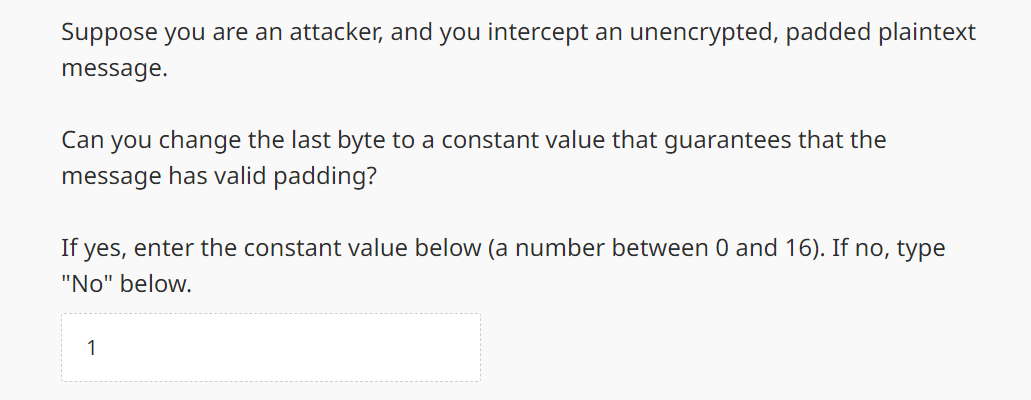 Suppose you are an attacker, and you intercept an unencrypted, padded plaintext
message.
Can you change the last byte to a constant value that guarantees that the
message has valid padding?
If yes, enter the constant value below (a number between 0 and 16). If no, type
"No" below.
1